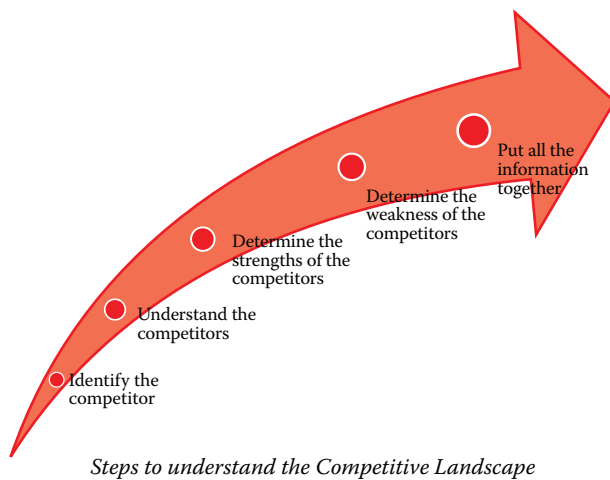 Identify the
competitor
Understand the
competitors
Determine the
strengths of the
competitors
Determine the
weakness of the
competitors
Put all the
information
together
Steps to understand the Competitive Landscape